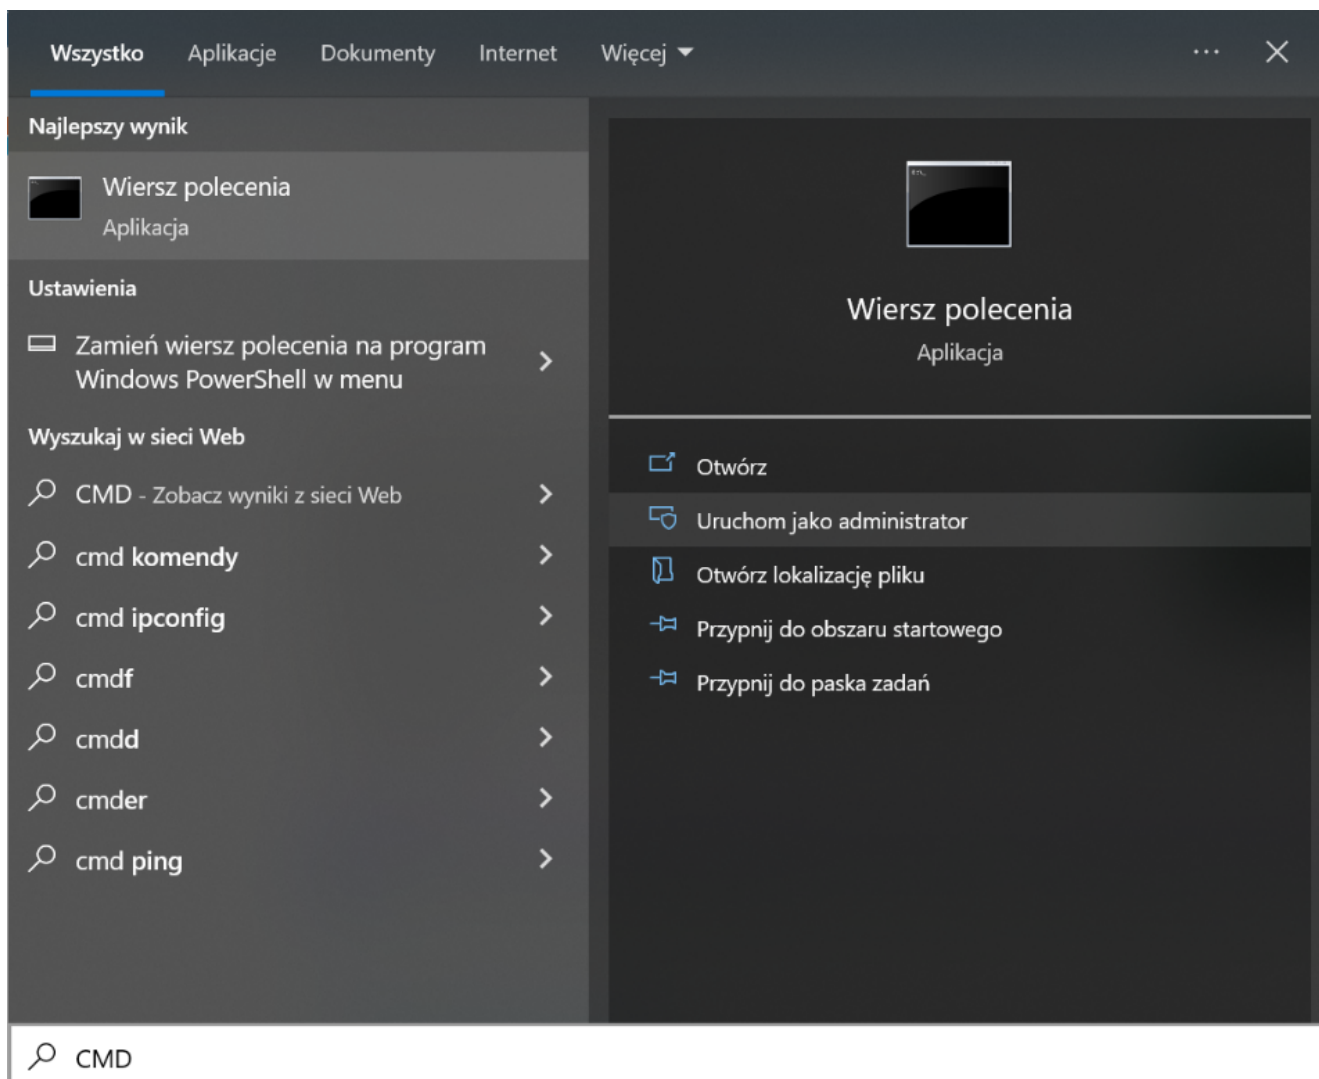 Wszystko Aplikacje Dokumenty Internet Więcej
Najlepszy wynik
Wiersz polecenia
Aplikacja
Ustawienia
Zamień wiersz polecenia na program
Windows PowerShell w menu
Wyszukaj w sieci Web
CMD - Zobacz wyniki z sieci Web
cmd komendy
cmd ipconfig
cmdf
cmdd
cmder
cmd ping
Wiersz polecenia
Aplikacja
Otwórz
Uruchom jako administrator
Otwórz lokalizację pliku
Przypnij do obszaru startowego
Przypnij do paska zadań
CMD